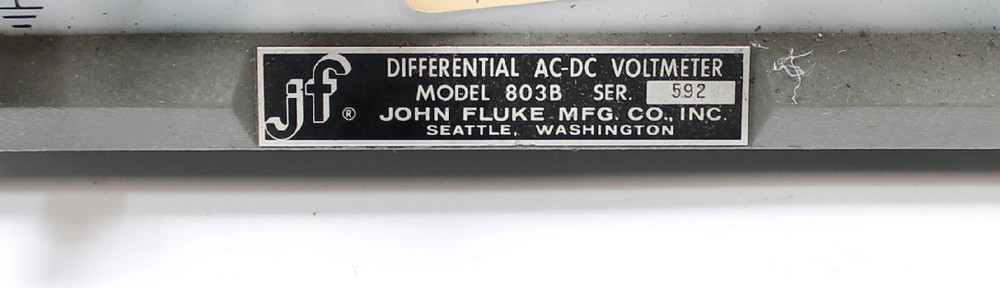 jf ®
DIFFERENTIAL AC-DC VOLTMETER
MODEL 803B SER. 592
JOHN FLUKE MFG. CO., INC.
SEATTLE, WASHINGTON